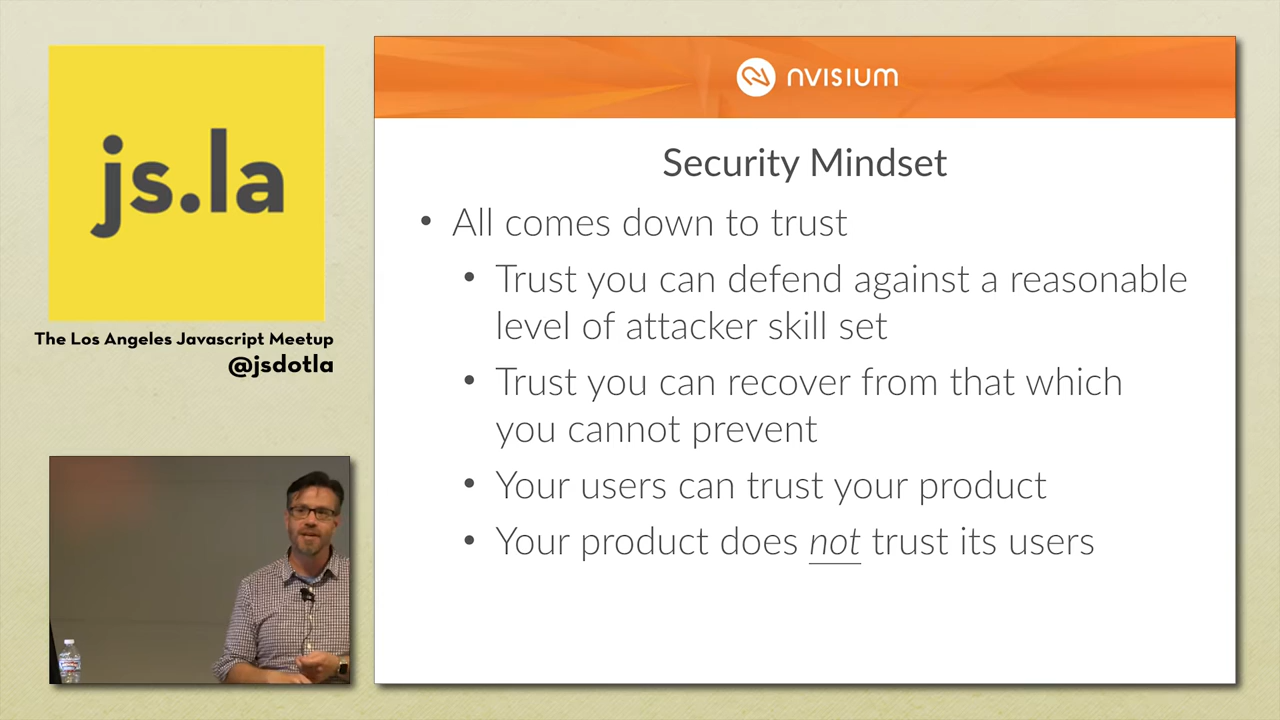 js.la
The Los Angeles Javascript Meetup
@jsdotla
nVISIUM
Security Mindset
• All comes down to trust
• Trust you can defend against a reasonable
level of attacker skill set
• Trust you can recover from that which
you cannot prevent
• Your users can trust your product
• Your product does not trust its users